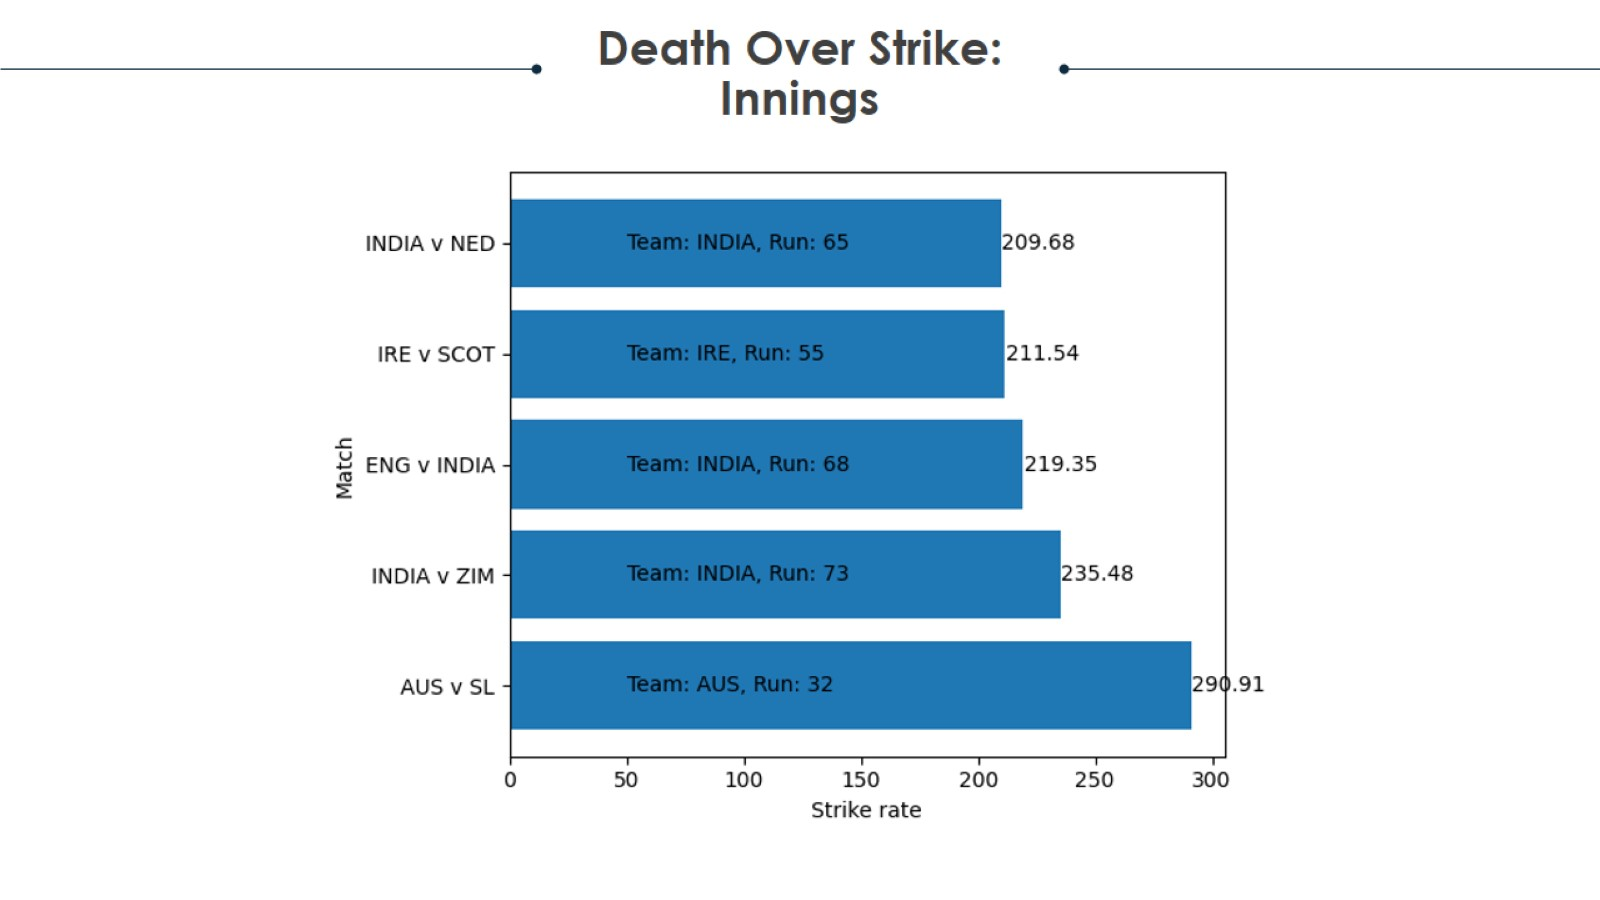 Death Over Strike:
Innings
INDIA v NED
Team: INDIA, Run: 65
209.68
IRE v SCOT
Team: IRE, Run: 55
211.54
Match
ENG v INDIA
Team: INDIA, Run: 68
219.35
INDIA v ZIM
Team: INDIA, Run: 73
235.48
AUS v SL
Team: AUS, Run: 32
290.91
0 50 100 150 200 250 300
Strike rate